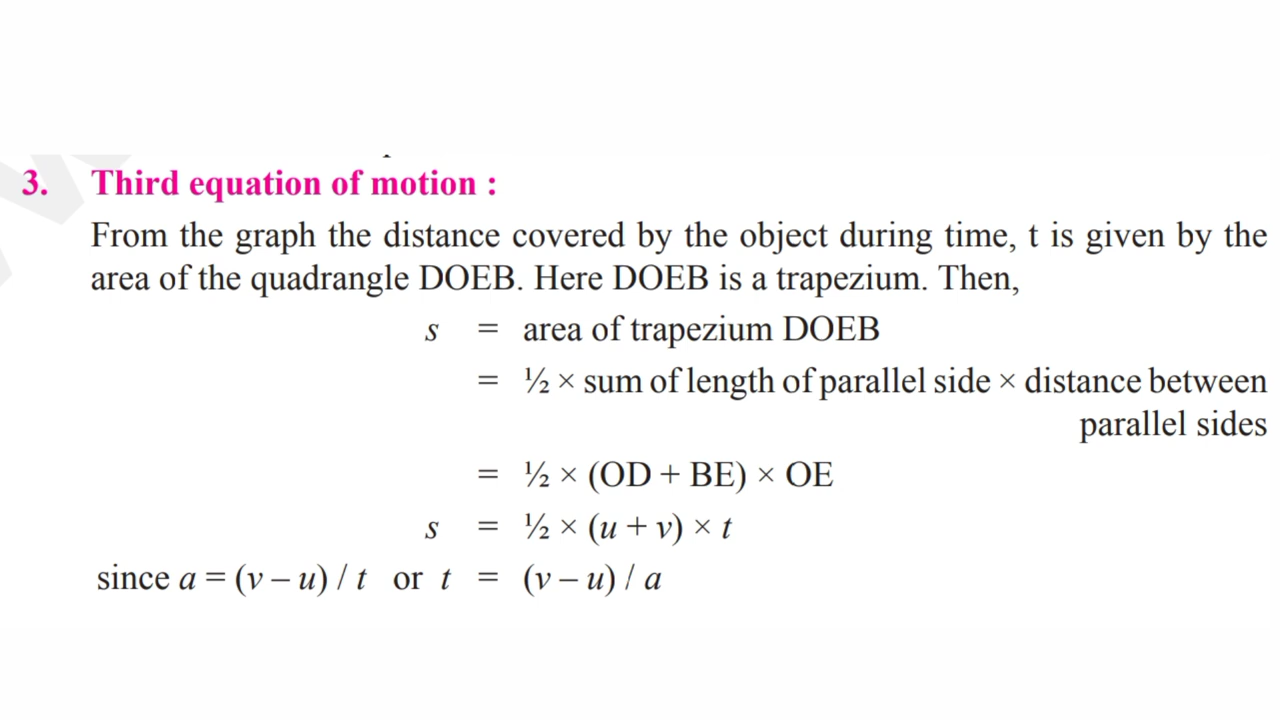 3. Third equation of motion :
From the graph the distance covered by the object during time, t is given by the
area of the quadrangle DOEB. Here DOEB is a trapezium. Then,
s = area of trapezium DOEB
= ½ × sum of length of parallel side × distance between
parallel sides
= ½ × (OD + BE) × OE
s = ½ × (u + v) × t
since a = (v – u) / t or t = (v – u) / a